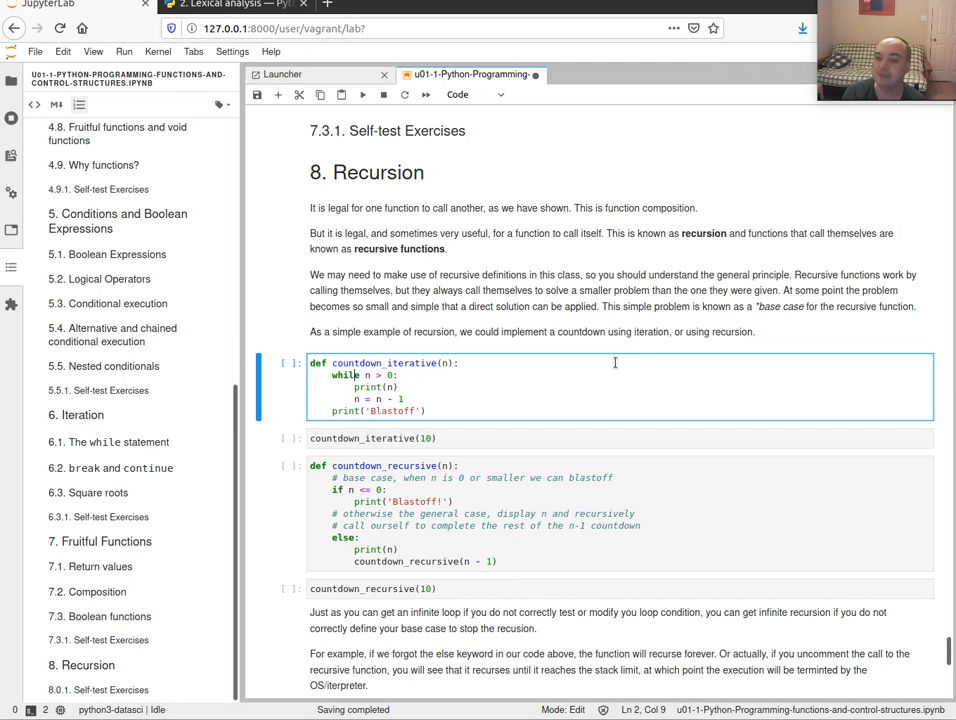 JupyterLab
2. Lexical analysis — Pyt
127.0.0.1:8000/user/vagrant/lab?
File Edit View Run Kernel Tabs Settings Help
U01-1-PYTHON-PROGRAMMING-FUNCTIONS-AND-
CONTROL-STRUCTURES.IPYNB
4.8. Fruitful functions and void
functions
4.9. Why functions?
4.9.1. Self-test Exercises
5. Conditions and Boolean
Expressions
5.1. Boolean Expressions
5.2. Logical Operators
5.3. Conditional execution
5.4. Alternative and chained
conditional execution
5.5. Nested conditionals
5.5.1. Self-test Exercises
6. Iteration
6.1. The while statement
6.2. break and continue
6.3. Square roots
6.3.1. Self-test Exercises
7. Fruitful Functions
7.1. Return values
7.2. Composition
7.3. Boolean functions
7.3.1. Self-test Exercises
8. Recursion
8.0.1. Self-test Exercises
Launcher
u01-1-Python-Programming-
Code
7.3.1. Self-test Exercises
8. Recursion
It is legal for one function to call another, as we have shown. This is function composition.
But it is legal, and sometimes very useful, for a function to call itself. This is known as recursion and functions that call themselves are
known as recursive functions.
We may need to make use of recursive definitions in this class, so you should understand the general principle. Recursive functions work by
calling themselves, but they always call themselves to solve a smaller problem than the one they were given. At some point the problem
becomes so small and simple that a direct solution can be applied. This simple problem is known as a *base case for the recursive function.
As a simple example of recursion, we could implement a countdown using iteration, or using recursion.
[ ]: def countdown_iterative(n):
while n > 0:
print(n)
n = n - 1
print('Blastoff')
[ ]: countdown_iterative(10)
[ ]: def countdown_recursive(n):
# base case, when n is 0 or smaller we can blastoff
if n <= 0:
print('Blastoff!')
# otherwise the general case, display n and recursively
# call ourself to complete the rest of the n-1 countdown
else:
print(n)
countdown_recursive(n - 1)
[ ]: countdown_recursive(10)
Just as you can get an infinite loop if you do not correctly test or modify you loop condition, you can get infinite recursion if you do not
correctly define your base case to stop the recusion.
For example, if we forgot the else keyword in our code above, the function will recurse forever. Or actually, if you uncomment the call to the
recursive function, you will see that it recurses until it reaches the stack limit, at which point the execution will be terminted by the
OS/iterpreter.
0 2 python3-datasci | Idle Saving completed Mode: Edit Ln 2, Col 9 u01-1-Python-Programming-Functions-and-control-structures.ipynb